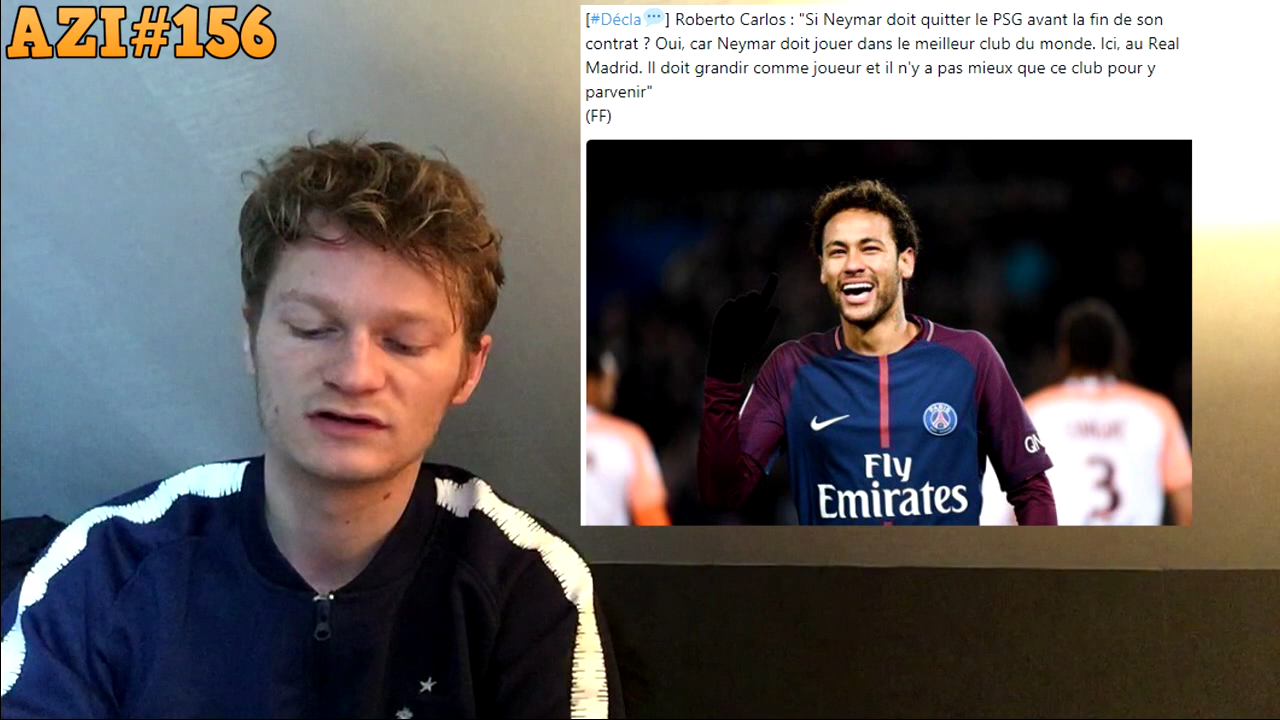 AZI#156
[#Décla💬] Roberto Carlos : "Si Neymar doit quitter le PSG avant la fin de son
contrat ? Oui, car Neymar doit jouer dans le meilleur club du monde. Ici, au Real
Madrid. Il doit grandir comme joueur et il n'y a pas mieux que ce club pour y
parvenir"
(FF)
PARIS
QN
Fly
Emirates
3